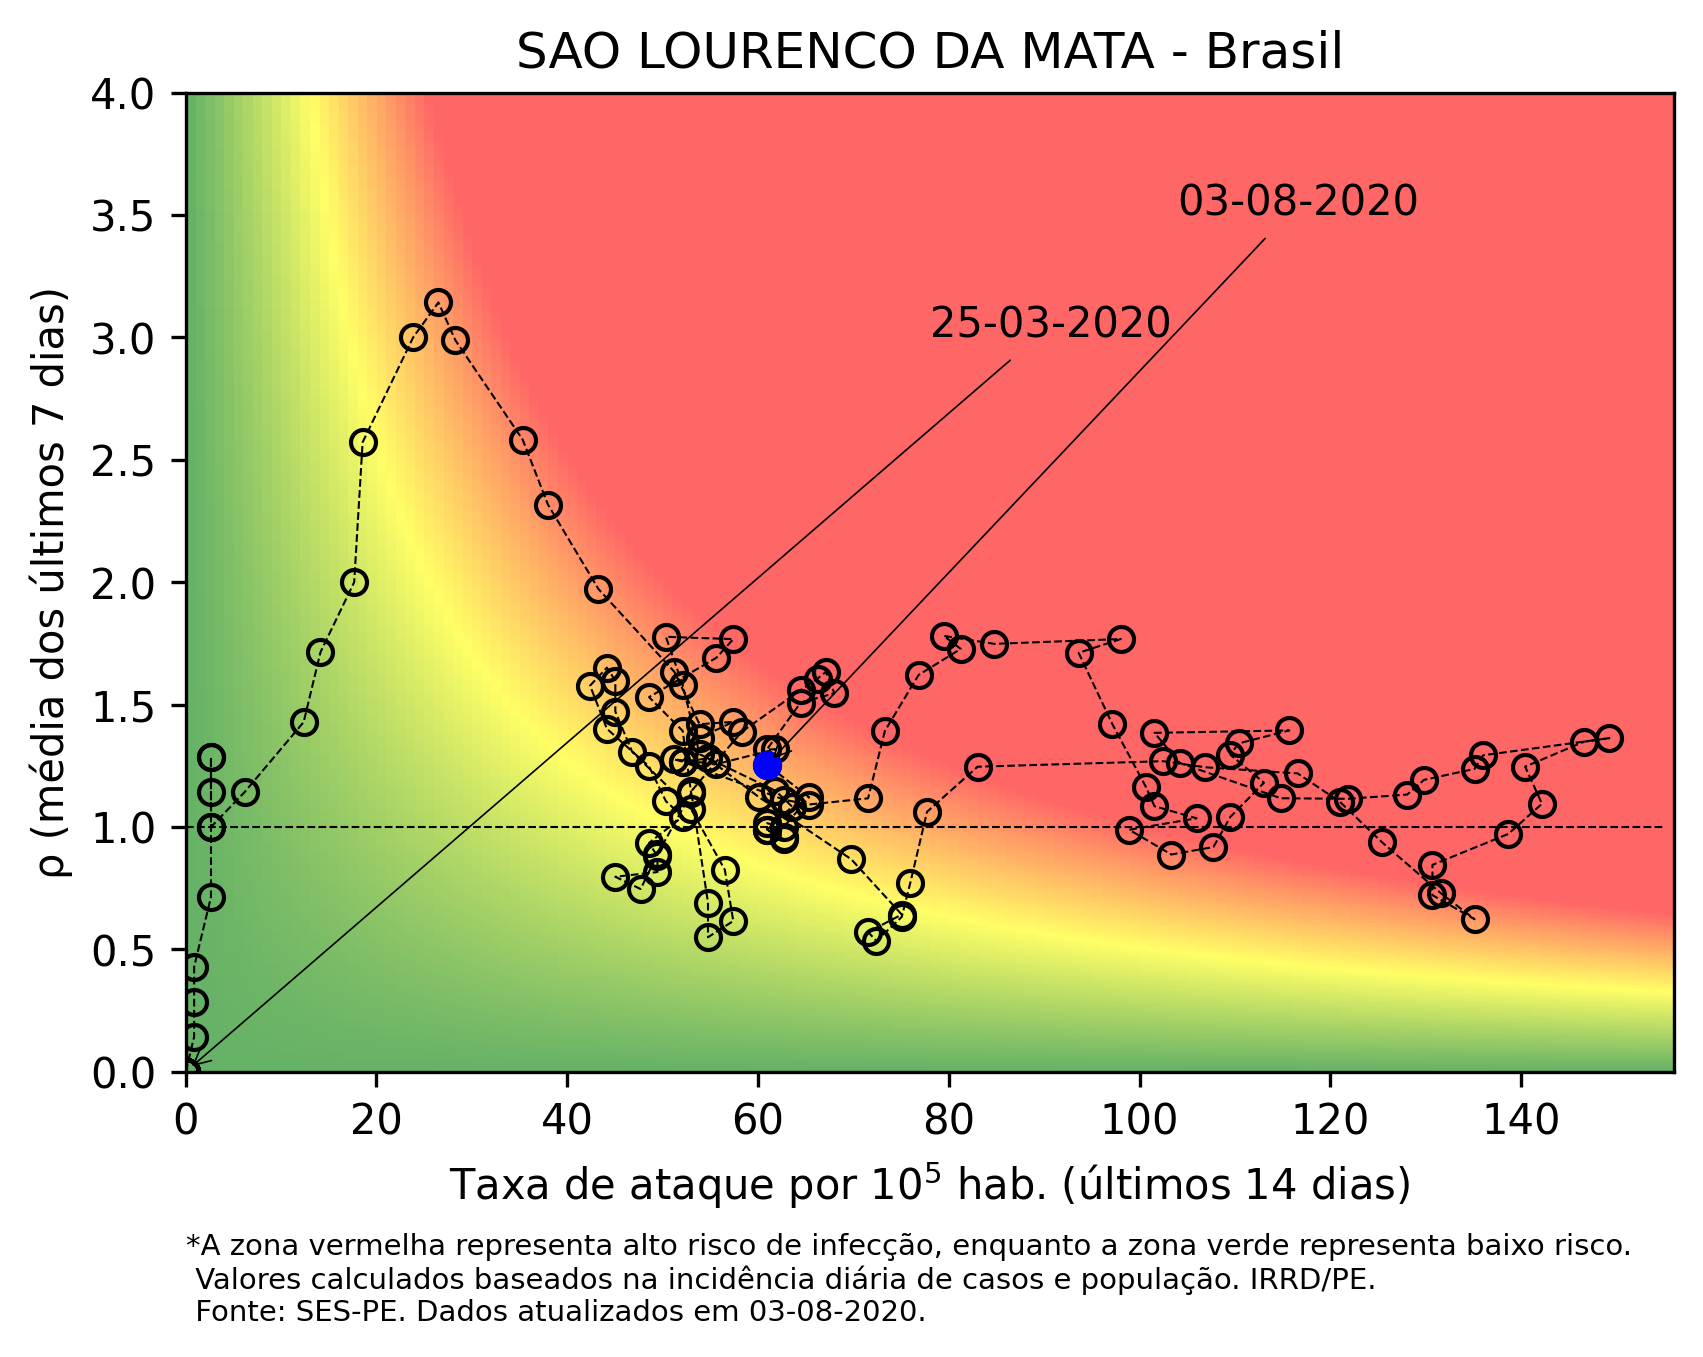 SAO LOURENCO DA MATA - Brasil
4.0
3.5
3.0
2.5
2.0
1.5
1.0
0.5
0.0
ρ (média dos últimos 7 dias)
03-08-2020
25-03-2020
0 20 40 60 80 100 120 140
Taxa de ataque por 10⁵ hab. (últimos 14 dias)
*A zona vermelha representa alto risco de infecção, enquanto a zona verde representa baixo risco.
Valores calculados baseados na incidência diária de casos e população. IRRD/PE.
Fonte: SES-PE. Dados atualizados em 03-08-2020.